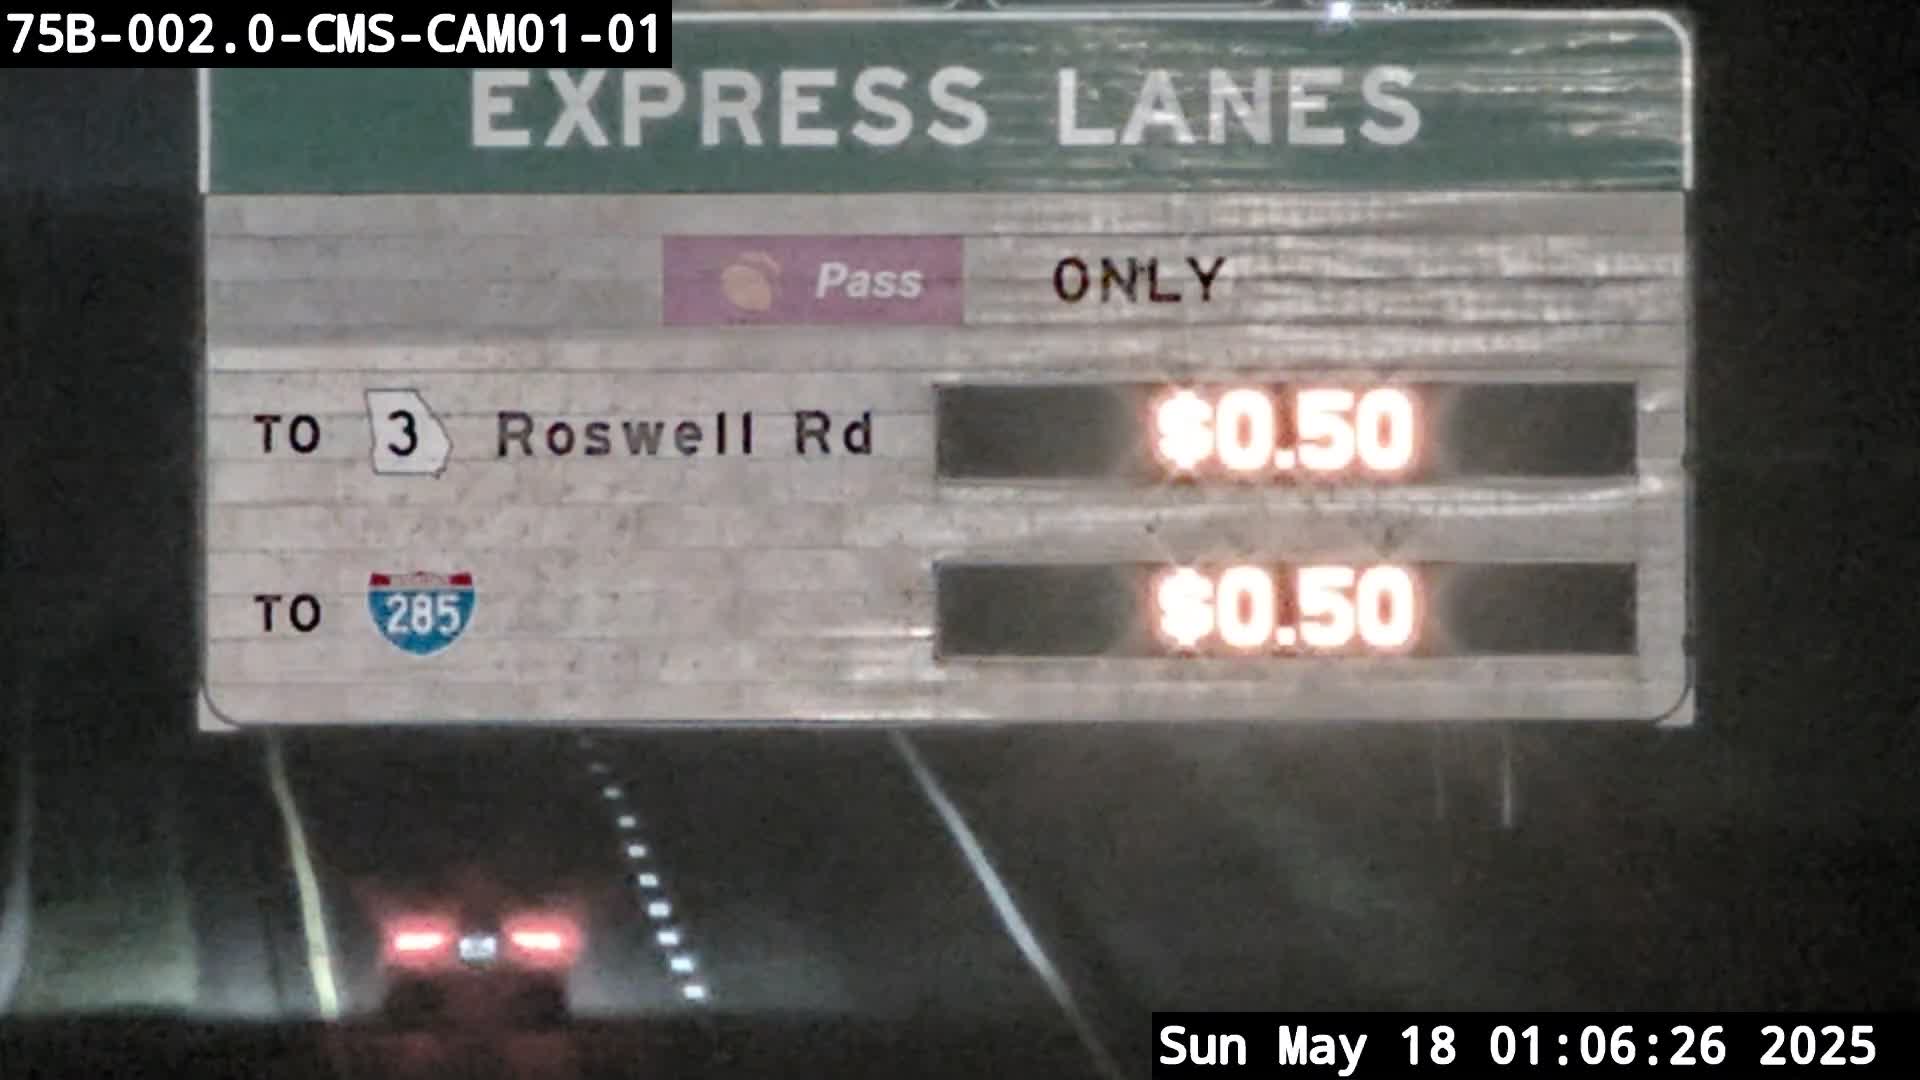 75B-002.0-CMS-CAM01-01
EXPRESS LANES
Pass ONLY
TO 3 Roswell Rd $0.50
TO 285 $0.50
Sun May 18 01:06:26 2025